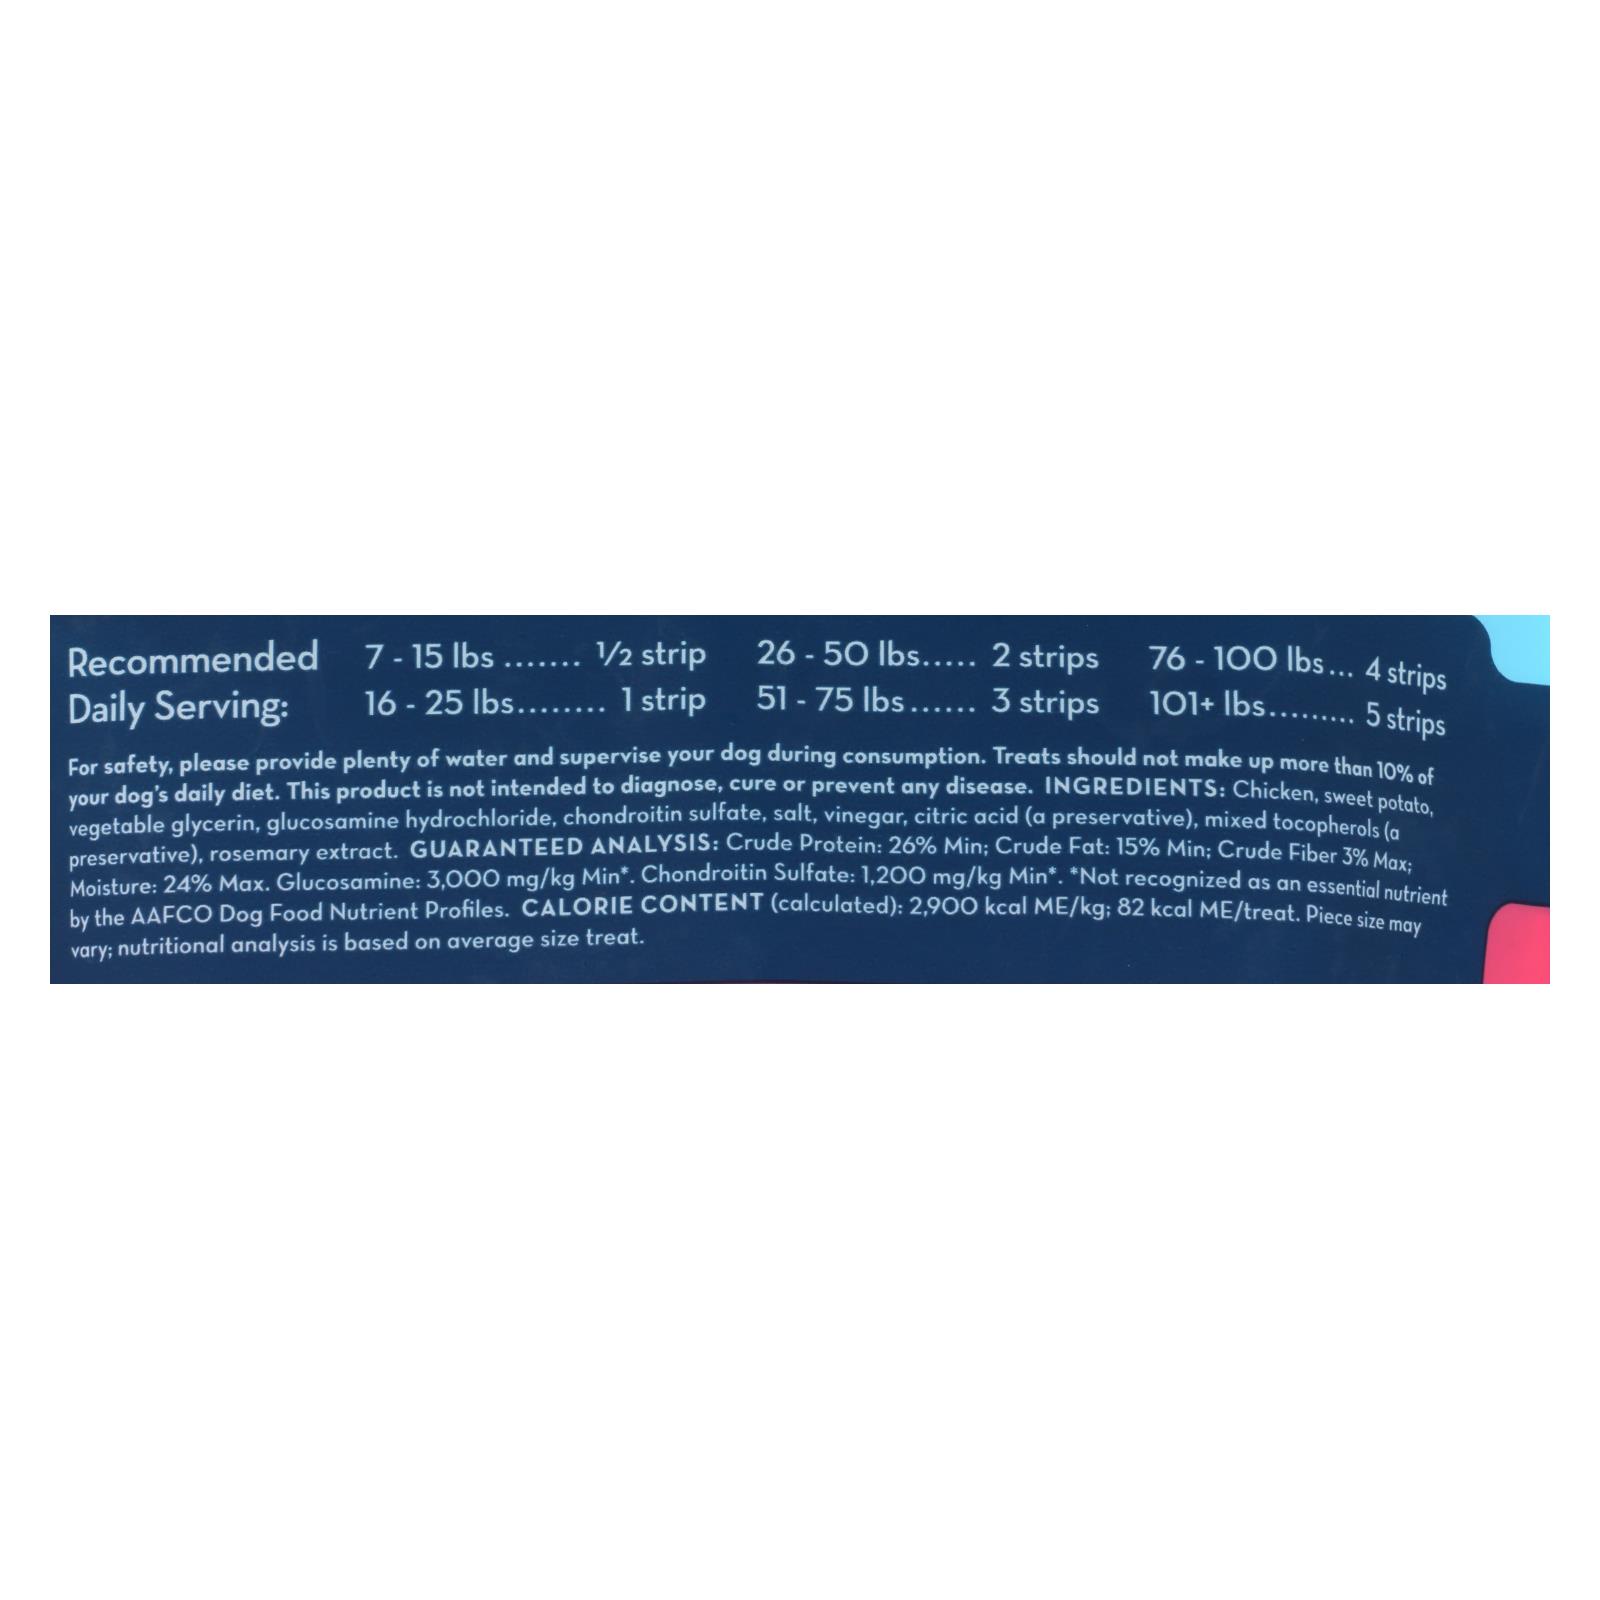 Recommended Daily Serving:
7 - 15 lbs ....... ½ strip
16 - 25 lbs........ 1 strip
26 - 50 lbs..... 2 strips
51 - 75 lbs...... 3 strips
76 - 100 lbs... 4 strips
101+ lbs......... 5 strips
For safety, please provide plenty of water and supervise your dog during consumption. Treats should not make up more than 10% of
your dog's daily diet. This product is not intended to diagnose, cure or prevent any disease. INGREDIENTS: Chicken, sweet potato,
vegetable glycerin, glucosamine hydrochloride, chondroitin sulfate, salt, vinegar, citric acid (a preservative), mixed tocopherols (a
preservative), rosemary extract. GUARANTEED ANALYSIS: Crude Protein: 26% Min; Crude Fat: 15% Min; Crude Fiber 3% Max;
Moisture: 24% Max. Glucosamine: 3,000 mg/kg Min*. Chondroitin Sulfate: 1,200 mg/kg Min*. *Not recognized as an essential nutrient
by the AAFCO Dog Food Nutrient Profiles. CALORIE CONTENT (calculated): 2,900 kcal ME/kg; 82 kcal ME/treat. Piece size may
vary; nutritional analysis is based on average size treat.